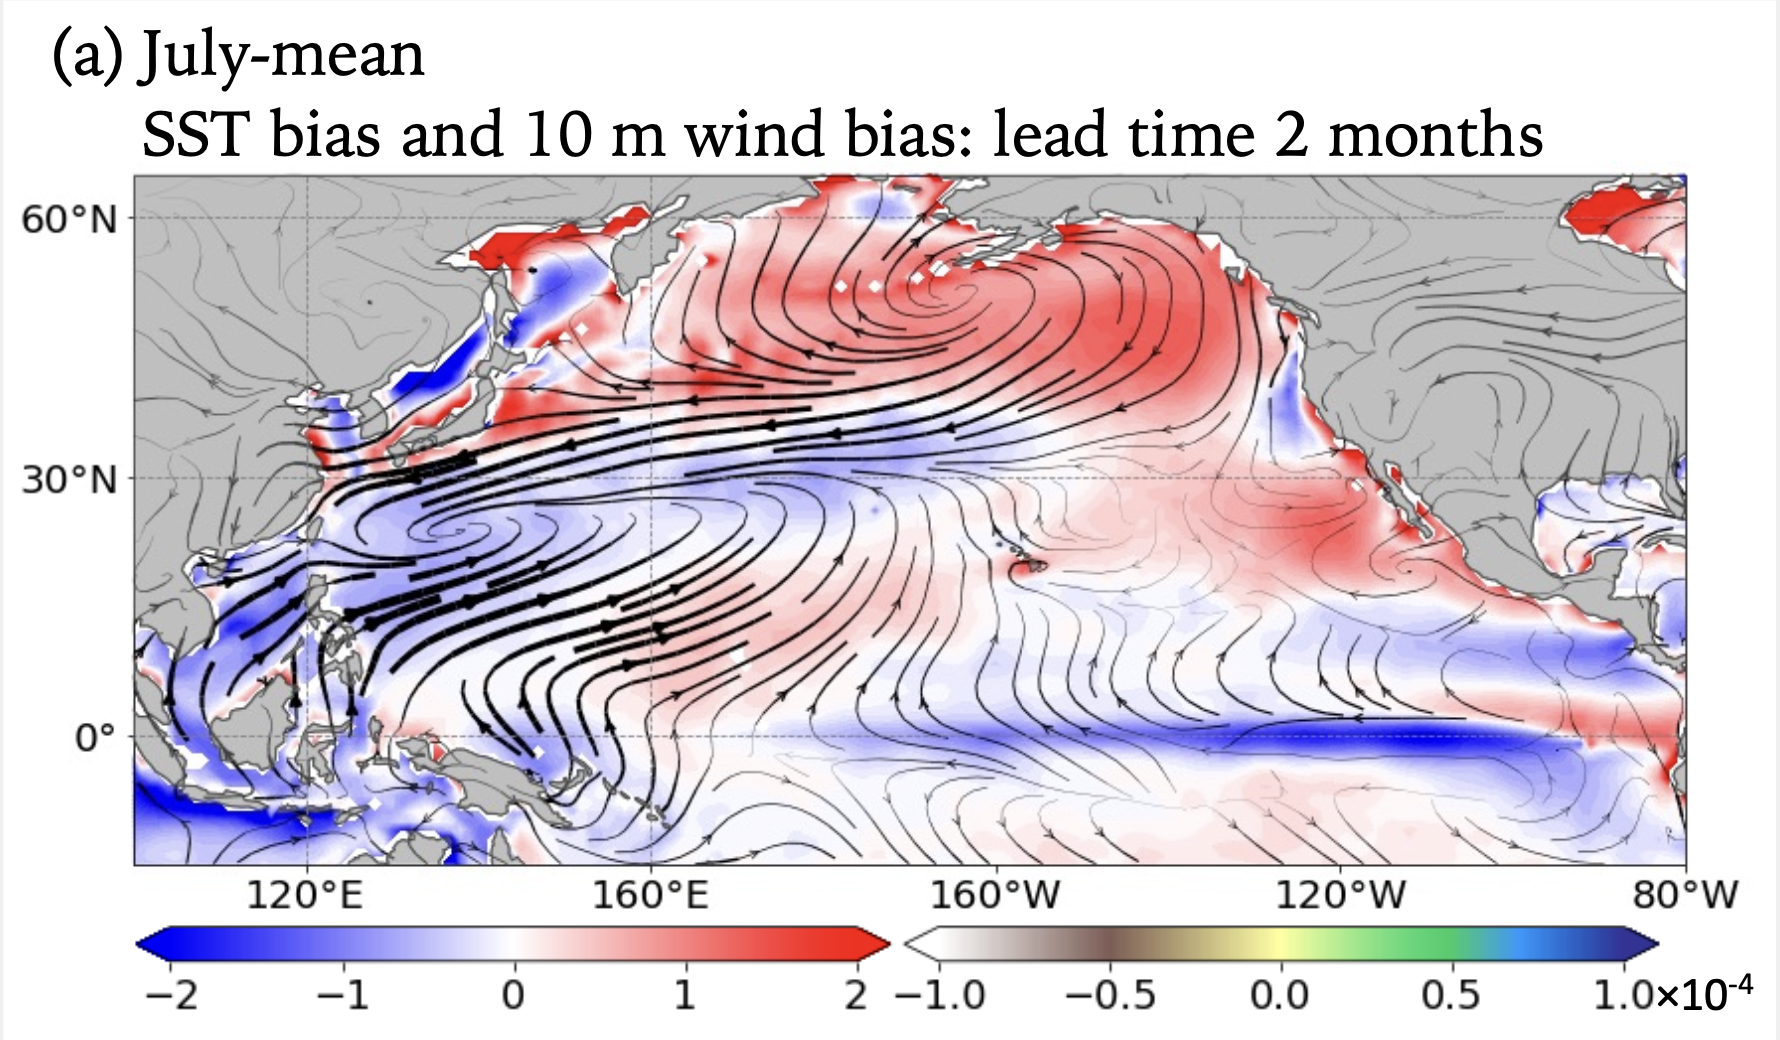 (a) July-mean
SST bias and 10 m wind bias: lead time 2 months
60°N
30°N
0°
120°E 160°E 160°W 120°W 80°W
−2 −1 0 1 2 −1.0 −0.5 0.0 0.5 1.0×10-4